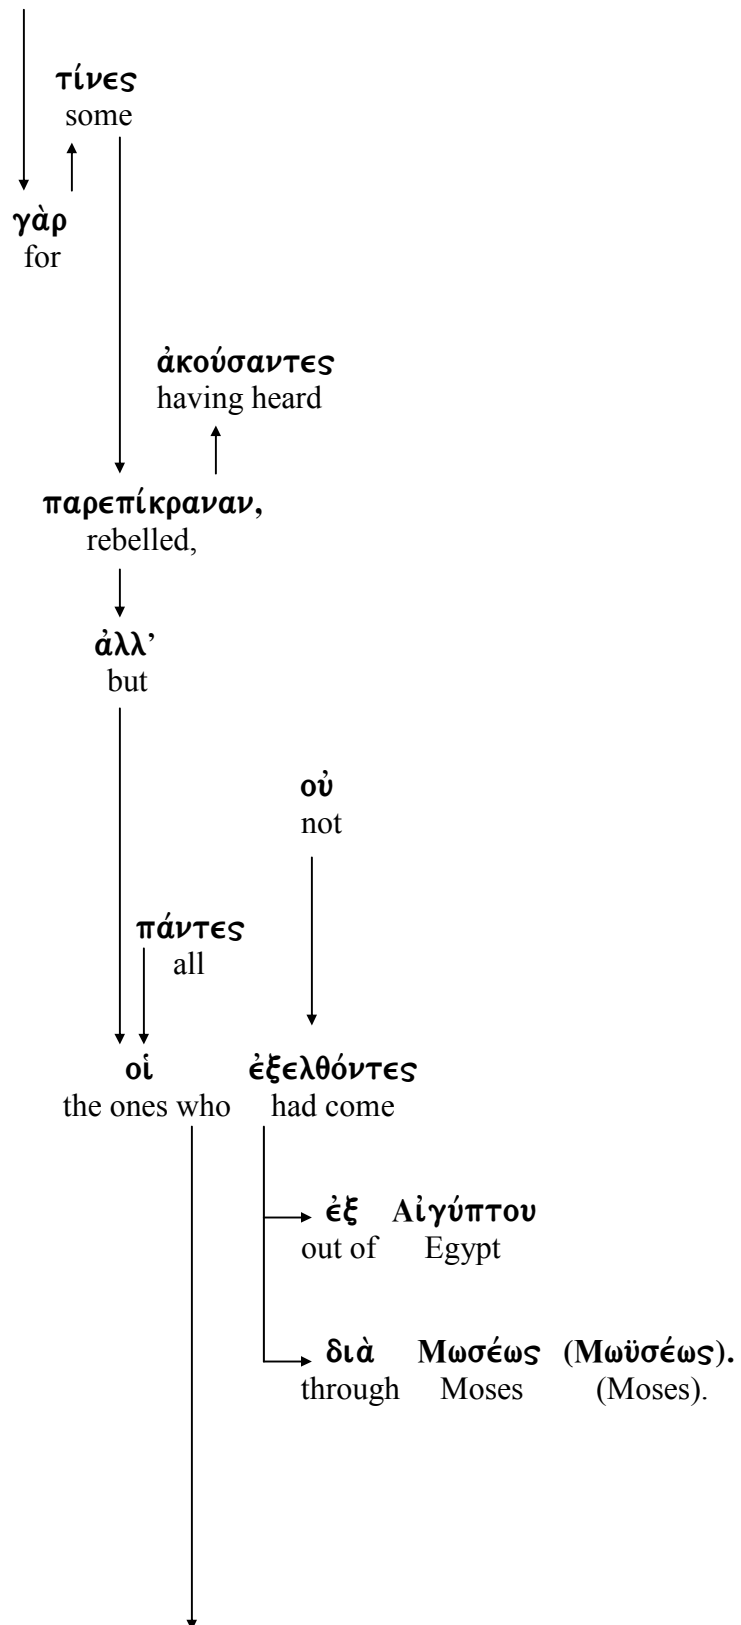 τίνες
some
γὰρ
for
ἀκούσαντες
having heard
παρεπίκραναν,
rebelled,
ἀλλ’
but
οὐ
not
πάντες
all
οἱ ἐξελθόντες
the ones who had come
ἐξ Αἰγύπτου
out of Egypt
διὰ Μωσέως (Μωϋσέως).
through Moses (Moses).